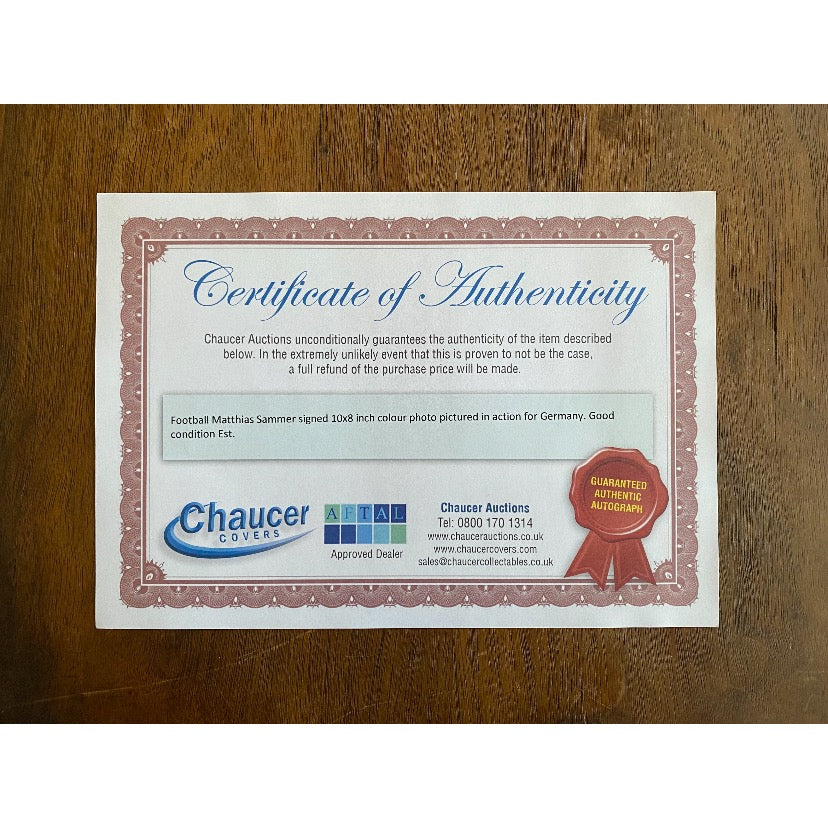 Certificate of Authenticity
Chaucer Auctions unconditionally guarantees the authenticity of the item described
below. In the extremely unlikely event that this is proven to not be the case,
a full refund of the purchase price will be made.
Football Matthias Sammer signed 10x8 inch colour photo pictured in action for Germany. Good
condition Est.
Chaucer
COVERS
AFTAL
Approved Dealer
Chaucer Auctions
Tel: 0800 170 1314
www.chaucerauctions.co.uk
www.chaucercovers.com
sales@chaucercollectables.co.uk
GUARANTEED
AUTHENTIC
AUTOGRAPH